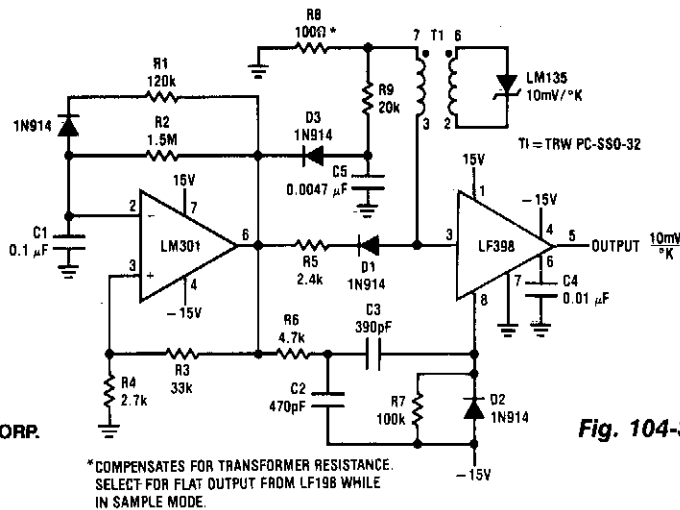 R8
100Ω *
7 T1 6
R1
120k
LM135
10mV/°K
R9
20k
D3
1N914
1N914
R2
1.5M
3 2
TI = TRW PC-SSO-32
C5
0.0047 µF
15V
15V
-15V
2
7
1
4
C1
0.1 µF
LM301
6
3
LF398
5
OUTPUT 10mV/°K
3
4
R5
2.4k
D1
1N914
8
7
6
C4
0.01 µF
-15V
R6
4.7k
C3
390pF
R3
33k
R4
2.7k
C2
470pF
R7
100k
D2
1N914
-15V
ORP.
Fig. 104-3
*COMPENSATES FOR TRANSFORMER RESISTANCE.
SELECT FOR FLAT OUTPUT FROM LF198 WHILE
IN SAMPLE MODE.